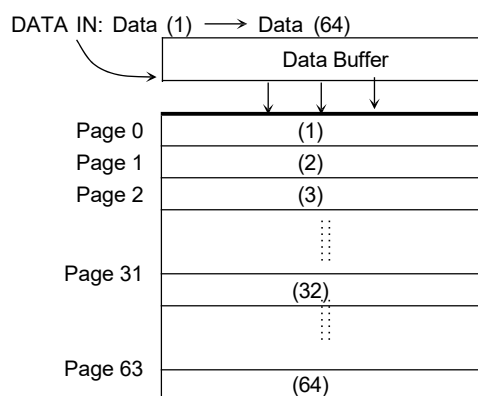 DATA IN: Data (1) Data (64)
Data Buffer
Page 0 (1)
Page 1 (2)
Page 2 (3)
Page 31
(32)
Page 63
(64)